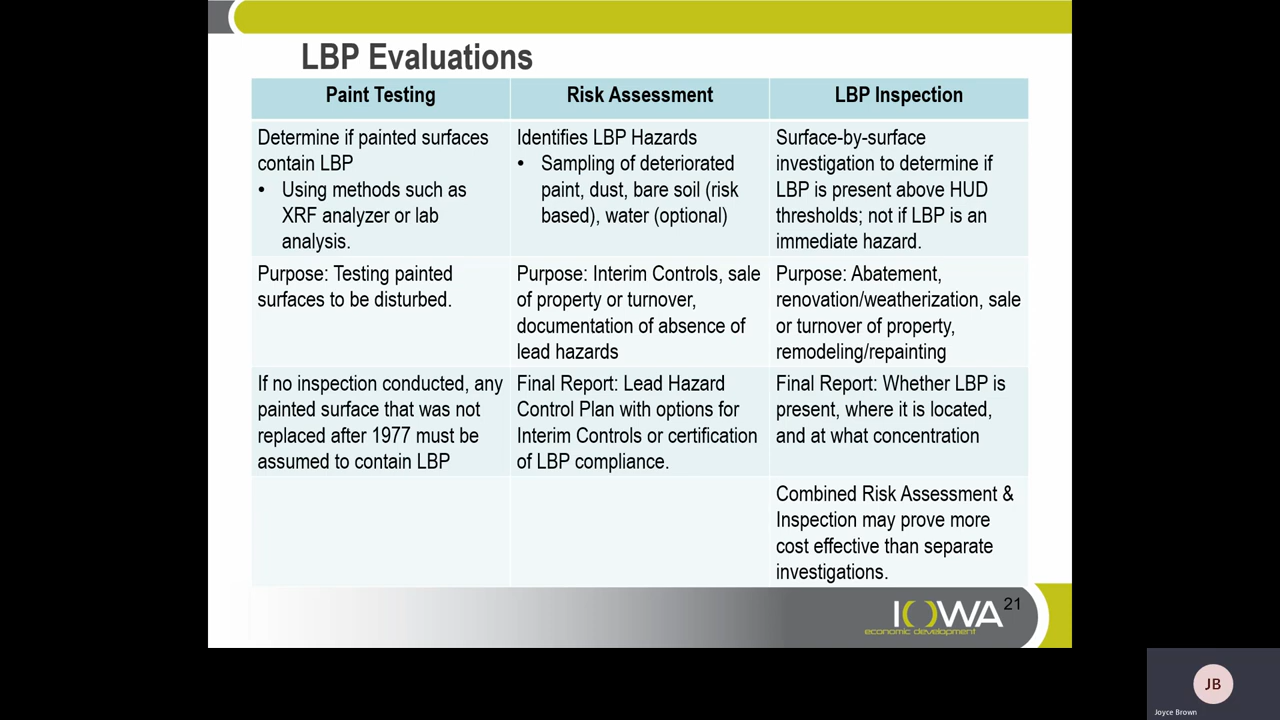 LBP Evaluations
Paint Testing
Risk Assessment
LBP Inspection
Determine if painted surfaces
contain LBP
• Using methods such as
XRF analyzer or lab
analysis.
Identifies LBP Hazards
• Sampling of deteriorated
paint, dust, bare soil (risk
based), water (optional)
Surface-by-surface
investigation to determine if
LBP is present above HUD
thresholds; not if LBP is an
immediate hazard.
Purpose: Testing painted
surfaces to be disturbed.
Purpose: Interim Controls, sale
of property or turnover,
documentation of absence of
lead hazards
Purpose: Abatement,
renovation/weatherization, sale
or turnover of property,
remodeling/repainting
If no inspection conducted, any
painted surface that was not
replaced after 1977 must be
assumed to contain LBP
Final Report: Lead Hazard
Control Plan with options for
Interim Controls or certification
of LBP compliance.
Final Report: Whether LBP is
present, where it is located,
and at what concentration
Combined Risk Assessment &
Inspection may prove more
cost effective than separate
investigations.
IOWA
economic development
21
JB
Joyce Brown